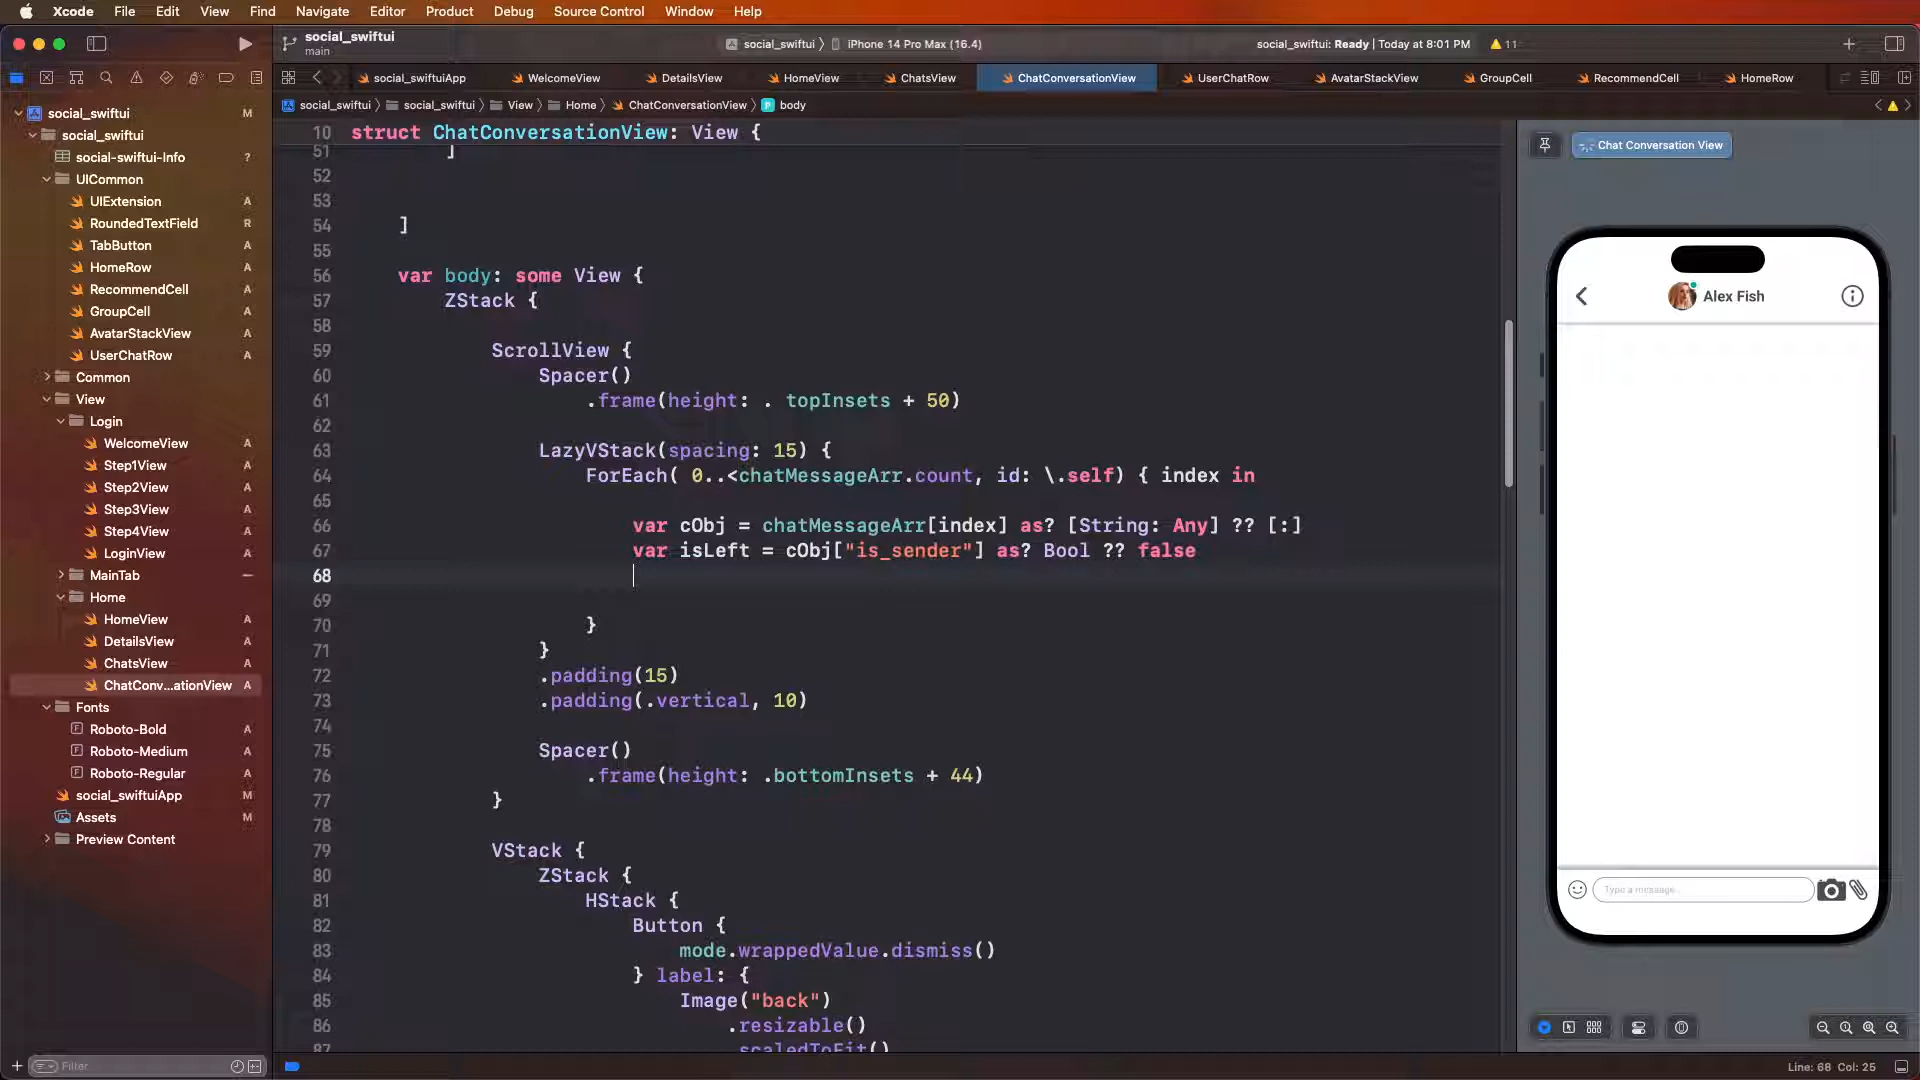 Xcode File Edit View Find Navigate Editor Product Debug Source Control Window Help
social_swiftui
main
social_swiftui 〉 iPhone 14 Pro Max (16.4)
social_swiftui: Ready | Today at 8:01 PM
11
social_swiftuiApp WelcomeView DetailsView HomeView ChatsView ChatConversationView UserChatRow AvatarStackView GroupCell RecommendCell HomeRow
social_swiftui 〉 social_swiftui 〉 View 〉 Home 〉 ChatConversationView 〉 P body
social_swiftui M
social_swiftui
social-swiftui-Info ?
UICommon
UIExtension A
RoundedTextField R
TabButton A
HomeRow A
RecommendCell A
GroupCell A
AvatarStackView A
UserChatRow A
Common
View
Login
WelcomeView A
Step1View A
Step2View A
Step3View A
Step4View A
LoginView A
MainTab
Home
HomeView A
DetailsView A
ChatsView A
ChatConv...ationView A
Fonts
F Roboto-Bold A
F Roboto-Medium A
F Roboto-Regular A
social_swiftuiApp M
Assets M
Preview Content
Filter
10 struct ChatConversationView: View {
51 ]
52
53
54 ]
55
56 var body: some View {
57 ZStack {
58
59 ScrollView {
60 Spacer()
61 .frame(height: . topInsets + 50)
62
63 LazyVStack(spacing: 15) {
64 ForEach( 0..<chatMessageArr.count, id: \.self) { index in
65
66 var cObj = chatMessageArr[index] as? [String: Any] ?? [:]
67 var isLeft = cObj["is_sender"] as? Bool ?? false
68
69
70 }
71 }
72 .padding(15)
73 .padding(.vertical, 10)
74
75 Spacer()
76 .frame(height: .bottomInsets + 44)
77 }
78
79 VStack {
80 ZStack {
81 HStack {
82 Button {
83 mode.wrappedValue.dismiss()
84 } label: {
85 Image("back")
86 .resizable()
87 .scaledToFit()
Chat Conversation View
Alex Fish
Type a message...
Line: 68 Col: 25